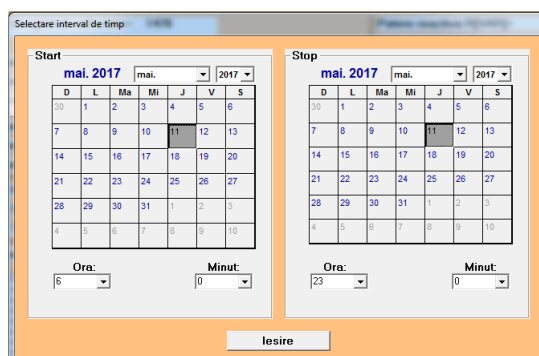 Selectare interval de timp
Start
mai. 2017 mai. 2017
D L Ma Mi J V S
30 1 2 3 4 5 6
7 8 9 10 11 12 13
14 15 16 17 18 19 20
21 22 23 24 25 26 27
28 29 30 31 1 2 3
4 5 6 7 8 9 10
Ora: Minut:
6 0
Stop
mai. 2017 mai. 2017
D L Ma Mi J V S
30 1 2 3 4 5 6
7 8 9 10 11 12 13
14 15 16 17 18 19 20
21 22 23 24 25 26 27
28 29 30 31 1 2 3
4 5 6 7 8 9 10
Ora: Minut:
23 0
Iesire